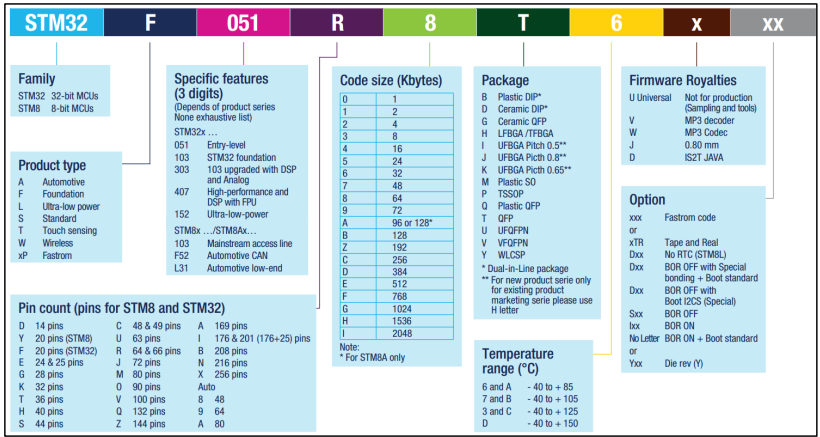 STM32 F 051 R 8 T 6 x xx
Family
STM32 32-bit MCUs
STM8 8-bit MCUs
Product type
A Automotive
F Foundation
L Ultra-low power
S Standard
T Touch sensing
W Wireless
xP Fastrom
Specific features
(3 digits)
(Depends of product series
None exhaustive list)
STM32x ...
051 Entry-level
103 STM32 foundation
303 103 upgraded with DSP
and Analog
407 High-performance and
DSP with FPU
152 Ultra-low-power
STM8x .../STM8Ax...
103 Mainstream access line
F52 Automotive CAN
L31 Automotive low-end
Pin count (pins for STM8 and STM32)
D 14 pins
Y 20 pins (STM8)
F 20 pins (STM32)
E 24 & 25 pins
G 28 pins
K 32 pins
T 36 pins
H 40 pins
S 44 pins
C 48 & 49 pins
U 63 pins
R 64 & 66 pins
J 72 pins
M 80 pins
O 90 pins
V 100 pins
Q 132 pins
Z 144 pins
A 169 pins
I 176 & 201 (176+25) pins
B 208 pins
N 216 pins
X 256 pins
Auto
8 48
9 64
A 80
Code size (Kbytes)
0 1
1 2
2 4
3 8
4 16
5 24
6 32
7 48
8 64
9 72
A 96 or 128*
B 128
Z 192
C 256
D 384
E 512
F 768
G 1024
H 1536
I 2048
Note:
* For STM8A only
Package
B Plastic DIP*
D Ceramic DIP*
G Ceramic QFP
H LFBGA /TFBGA
I UFBGA Pitch 0.5**
J UFBGA Picth 0.8**
K UFBGA Picth 0.65**
M Plastic SO
P TSSOP
Q Plastic QFP
T QFP
U UFQFPN
V VFQFPN
Y WLCSP
* Dual-in-Line package
** For new product serie only
for existing product
marketing serie please use
H letter
Temperature
range (°C)
6 and A - 40 to + 85
7 and B - 40 to + 105
3 and C - 40 to + 125
D - 40 to + 150
Firmware Royalties
U Universal Not for production
(Sampling and tools)
V MP3 decoder
W MP3 Codec
J 0.80 mm
D IS2T JAVA
Option
xxx Fastrom code
or
xTR Tape and Real
Dxx No RTC (STM8L)
Dxx BOR OFF with Special
bonding + Boot standard
Dxx BOR OFF with
Boot I2CS (Special)
Sxx BOR OFF
Ixx BOR ON
No Letter BOR ON + Boot standard
or
Yxx Die rev (Y)